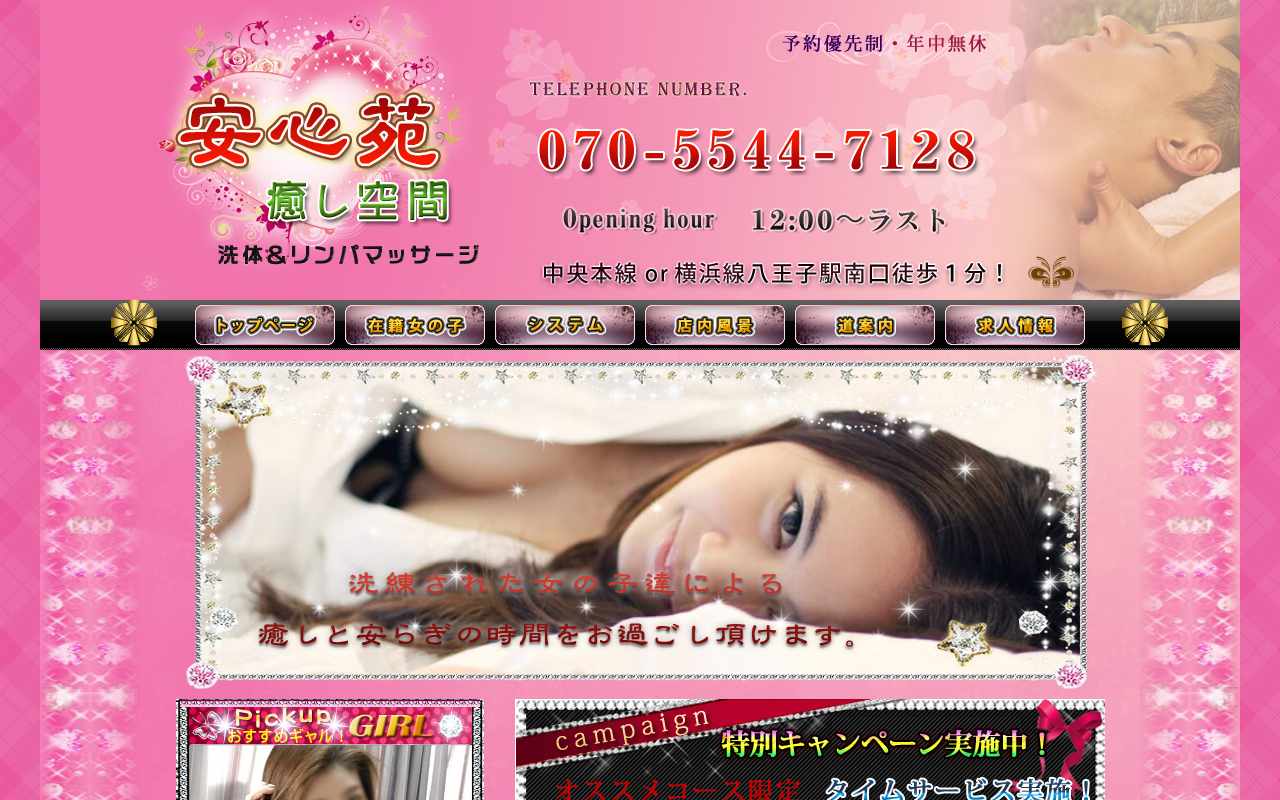 予約優先制・年中無休
TELEPHONE NUMBER.
安心苑
070-5544-7128
癒し空間
Opening hour 12:00～ラスト
洗体&リンパマッサージ
中央本線 or 横浜線八王子駅南口徒歩1分！
トップページ 在籍女の子 システム 店内風景 道案内 求人情報
洗練された女の子達による
癒しと安らぎの時間をお過ごし頂けます。
Pickup GIRL
おすすめギャル！
campaign
特別キャンペーン実施中！
オススメコース限定 タイムサービス実施！